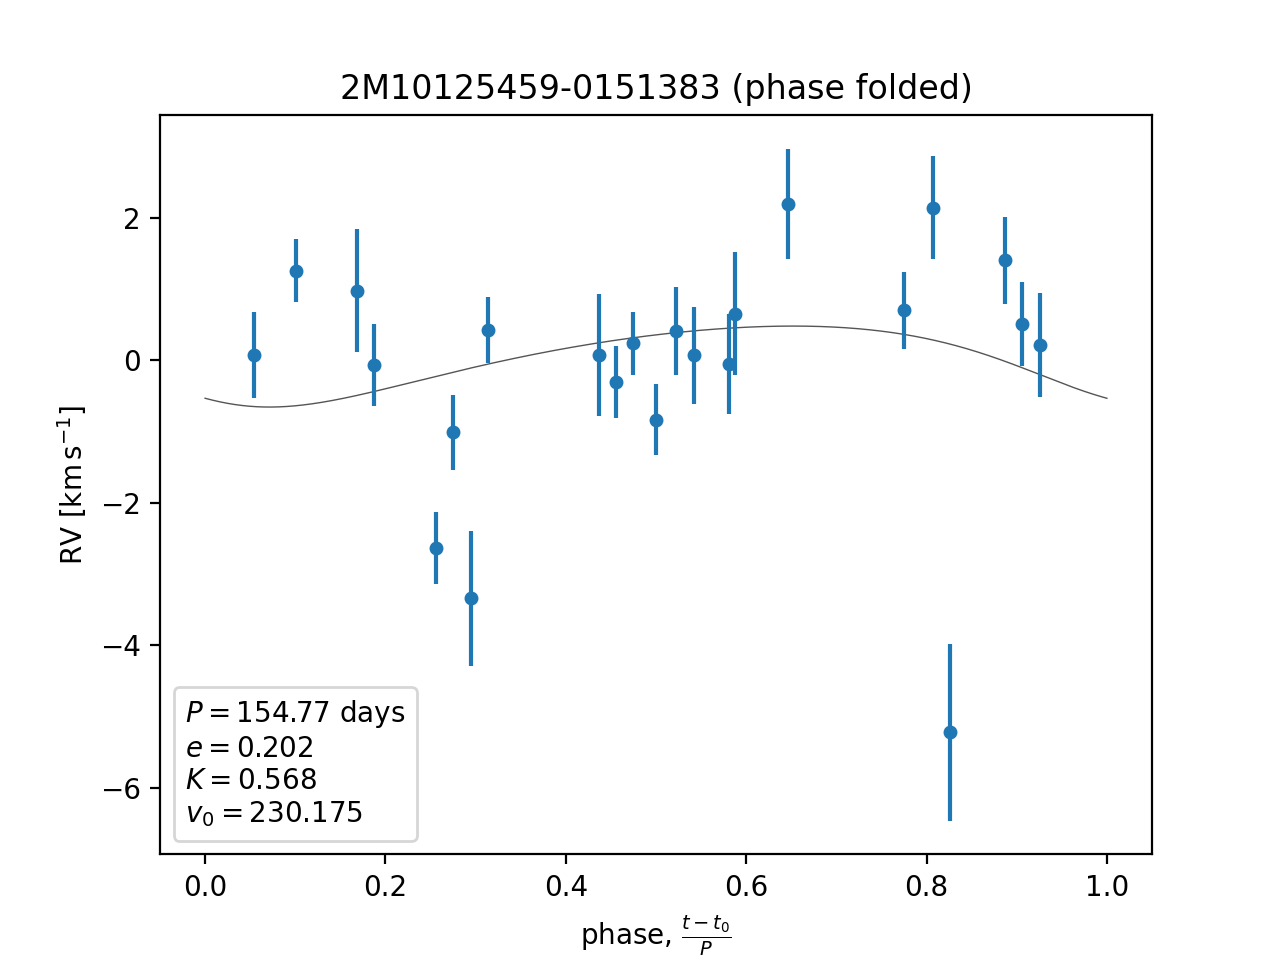 2M10125459-0151383 (phase folded)
RV [km s⁻¹]
2
0
−2
−4
−6
P = 154.77 days
e = 0.202
K = 0.568
v₀ = 230.175
0.0 0.2 0.4 0.6 0.8 1.0
phase, (t − t₀)/P